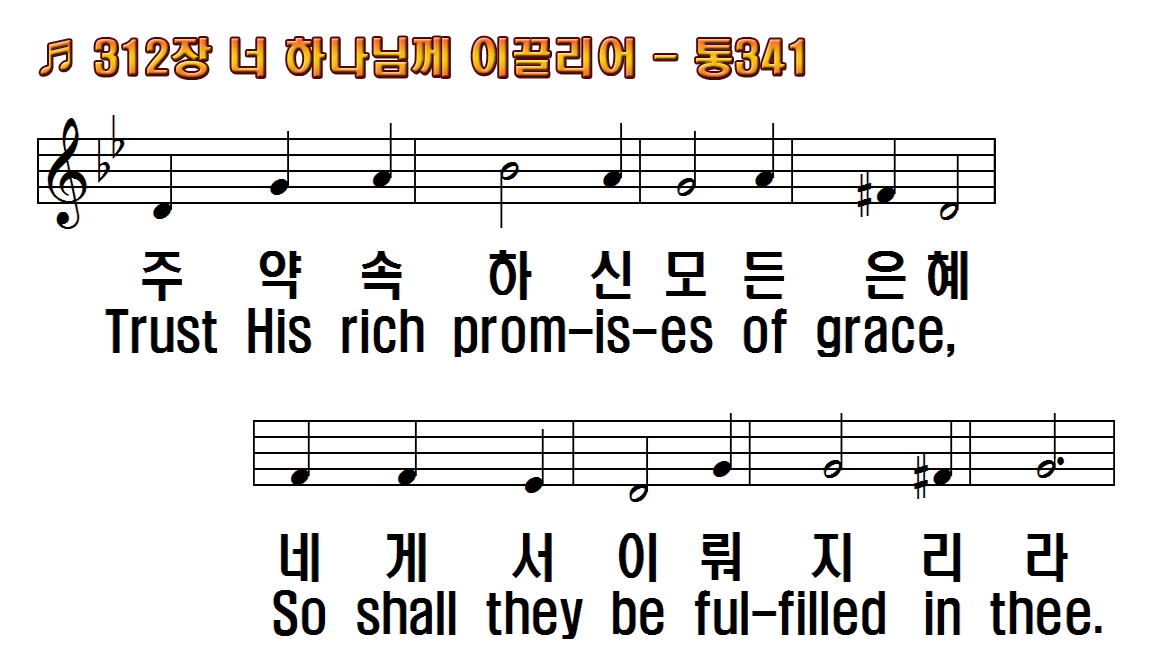 ♬ 312장 너 하나님께 이끌리어 - 통341
주 약 속 하 신 모 든 은 혜
Trust His rich prom-is-es of grace,
네 게 서 이 뤄 지 리 라
So shall they be ful-filled in thee.